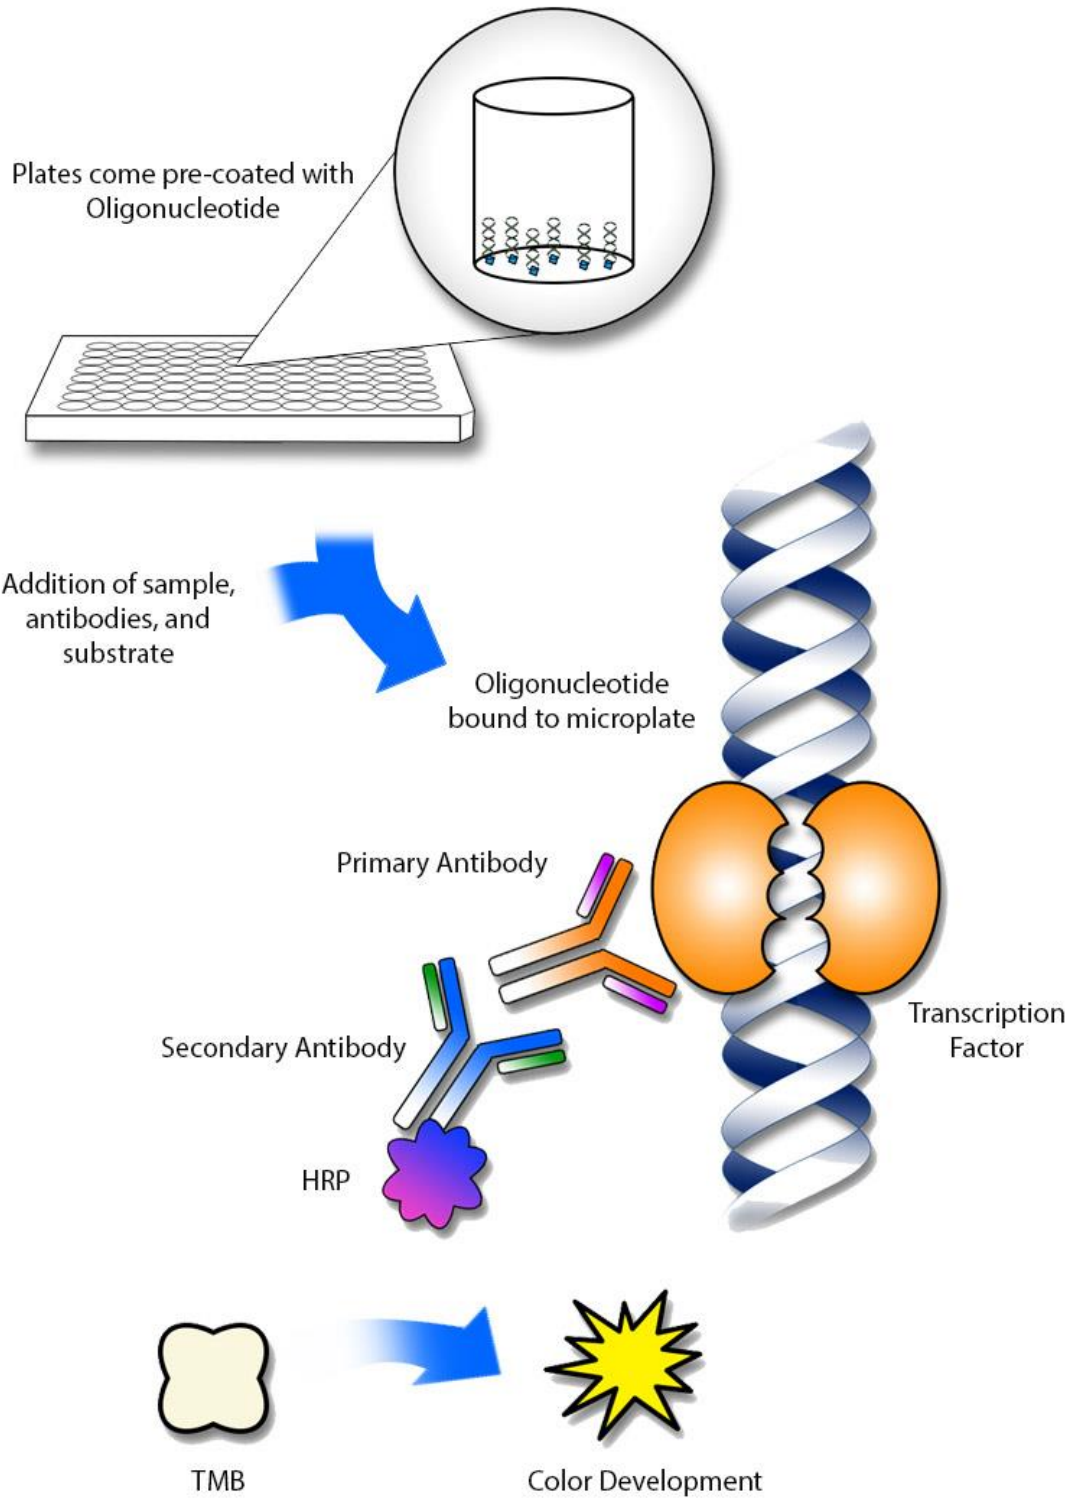 Plates come pre-coated with
Oligonucleotide
Addition of sample,
antibodies, and
substrate
Oligonucleotide
bound to microplate
Primary Antibody
Transcription
Factor
Secondary Antibody
HRP
TMB
Color Development